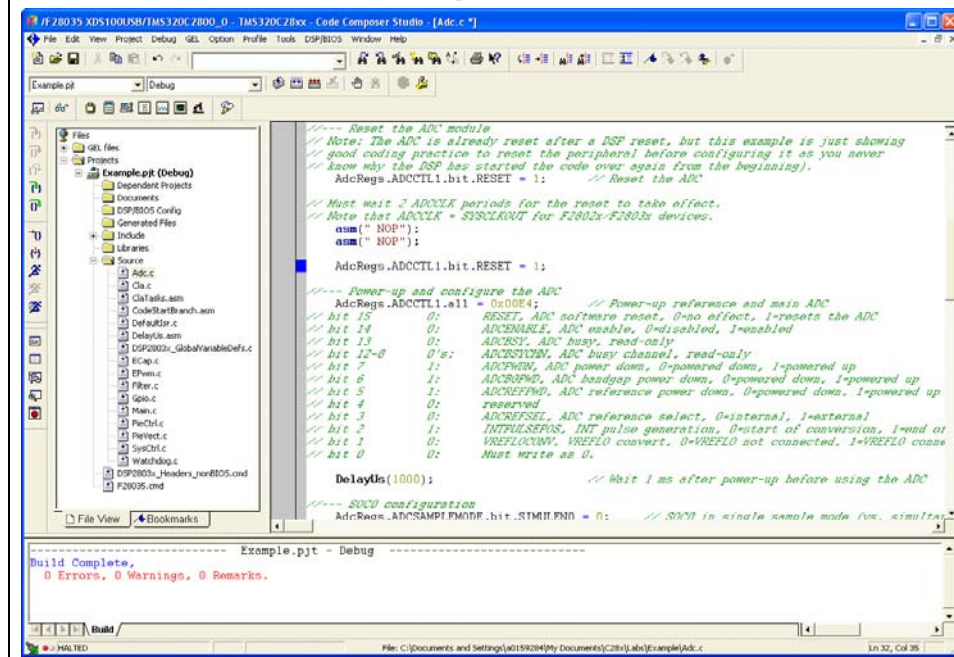 /F28035 XDS100USB/TMS320C2800_0 - TMS320C28xx - Code Composer Studio - [Adc.c *]
File Edit View Project Debug GEL Option Profile Tools DSP/BIOS Window Help
Example.pjt Debug
Files
GEL files
Projects
Example.pjt (Debug)
Dependent Projects
Documents
DSP/BIOS Config
Generated Files
Include
Libraries
Source
Adc.c
Cla.c
ClaTasks.asm
CodeStartBranch.asm
DefaultIsr.c
DelayUs.asm
DSP2803x_GlobalVariableDefs.c
ECap.c
EPwm.c
Filter.c
Gpio.c
Main.c
PieCtrl.c
PieVect.c
SysCtrl.c
Watchdog.c
DSP2803x_Headers_nonBIOS.cmd
F28035.cmd
File View Bookmarks
//--- Reset the ADC module
// Note: The ADC is already reset after a DSP reset, but this example is just showing
// good coding practice to reset the peripheral before configuring it as you never
// know why the DSP has started the code over again from the beginning).
AdcRegs.ADCCTL1.bit.RESET = 1; // Reset the ADC
// Must wait 2 ADCCLK periods for the reset to take effect.
// Note that ADCCLK = SYSCLKOUT for F2802x/F2803x devices.
asm(" NOP");
asm(" NOP");
AdcRegs.ADCCTL1.bit.RESET = 1;
//--- Power-up and configure the ADC
AdcRegs.ADCCTL1.all = 0x00E4; // Power-up reference and main ADC
// bit 15 0: RESET, ADC software reset, 0=no effect, 1=resets the ADC
// bit 14 0: ADCENABLE, ADC enable, 0=disabled, 1=enabled
// bit 13 0: ADCBSY, ADC busy, read-only
// bit 12-8 0's: ADCBSYCHN, ADC busy channel, read-only
// bit 7 1: ADCPWDN, ADC power down, 0=powered down, 1=powered up
// bit 6 1: ADCBGPWD, ADC bandgap power down, 0=powered down, 1=powered up
// bit 5 1: ADCREFPWD, ADC reference power down, 0=powered down, 1=powered up
// bit 4 0: reserved
// bit 3 0: ADCREFSEL, ADC reference select, 0=internal, 1=external
// bit 2 1: INTPULSEPOS, INT pulse generation, 0=start of conversion, 1=end of
// bit 1 0: VREFLOCONV, VREFLO convert, 0=VREFLO not connected, 1=VREFLO conne
// bit 0 0: Must write as 0.
DelayUs(1000); // Wait 1 ms after power-up before using the ADC
//--- SOC0 configuration
AdcRegs.ADCSAMPLEMODE.bit.SIMULEN0 = 0; // SOC0 in single sample mode (vs. simultan
---------------------------- Example.pjt - Debug ----------------------------
Build Complete,
0 Errors, 0 Warnings, 0 Remarks.
Build
HALTED File: C:\Documents and Settings\a0159284\My Documents\C28x\Labs\Example\Adc.c Ln 32, Col 35